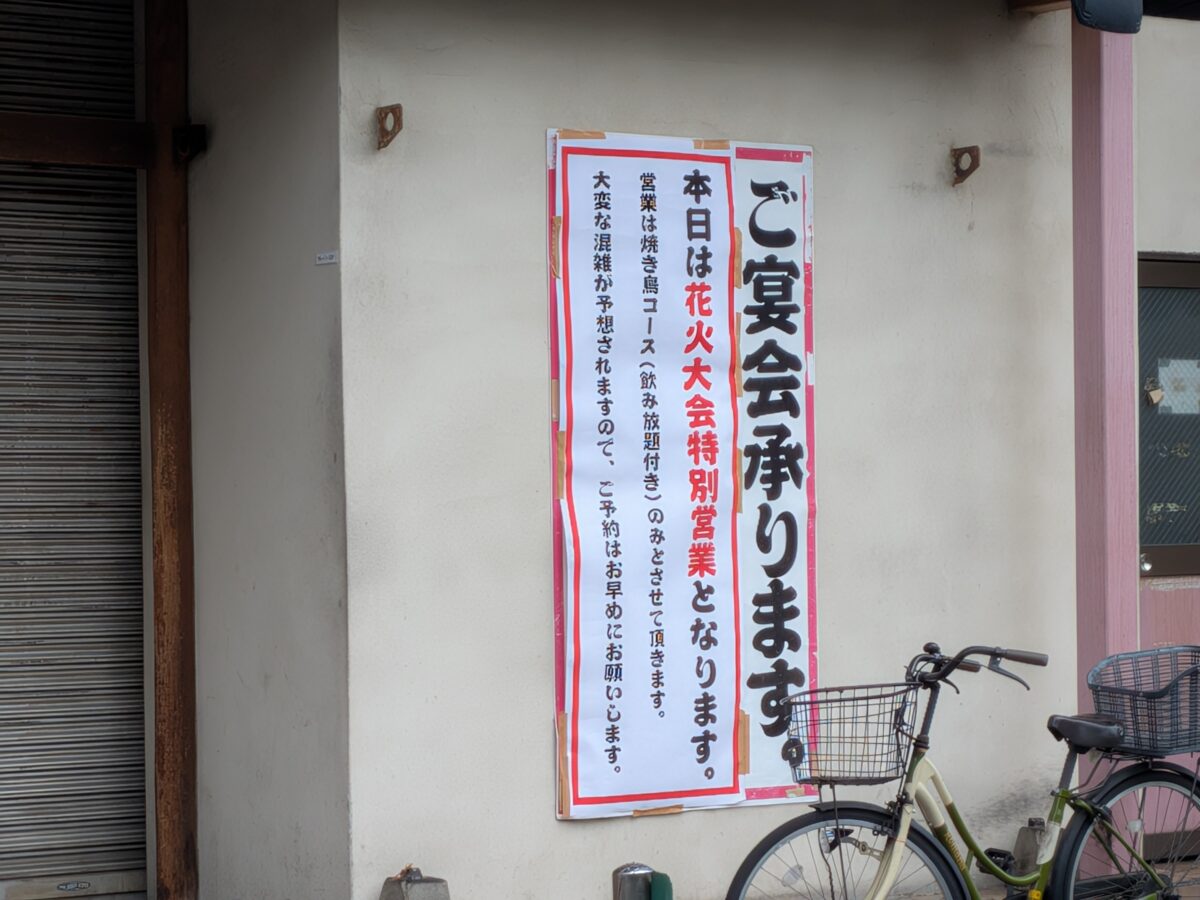 ご宴会承ります。
本日は花火大会特別営業となります。
営業は焼き鳥コース(飲み放題付き)のみとさせて頂きます。
大変な混雑が予想されますので、ご予約はお早めにお願いします。